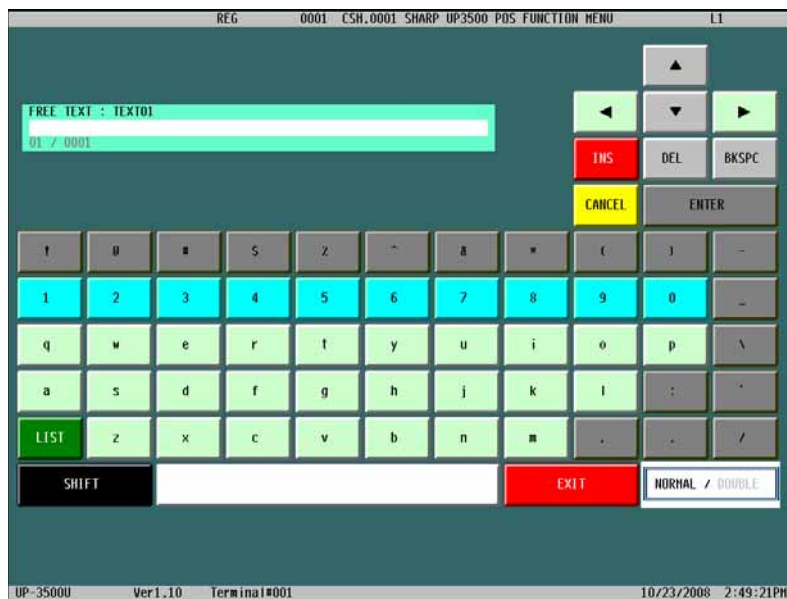 REG 0001 CSH.0001 SHARP UP3500 POS FUNCTION MENU L1
▲
FREE TEXT : TEXT01
◄ ▼ ►
01 / 0001
INS DEL BKSPC
CANCEL ENTER
! @ # $ % ^ & * ( ) -
1 2 3 4 5 6 7 8 9 0 _
q w e r t y u i o p \
a s d f g h j k l : '
LIST z x c v b n m , . /
SHIFT EXIT NORMAL / DOUBLE
UP-3500U Ver1.10 Terminal#001 10/23/2008 2:49:21PM